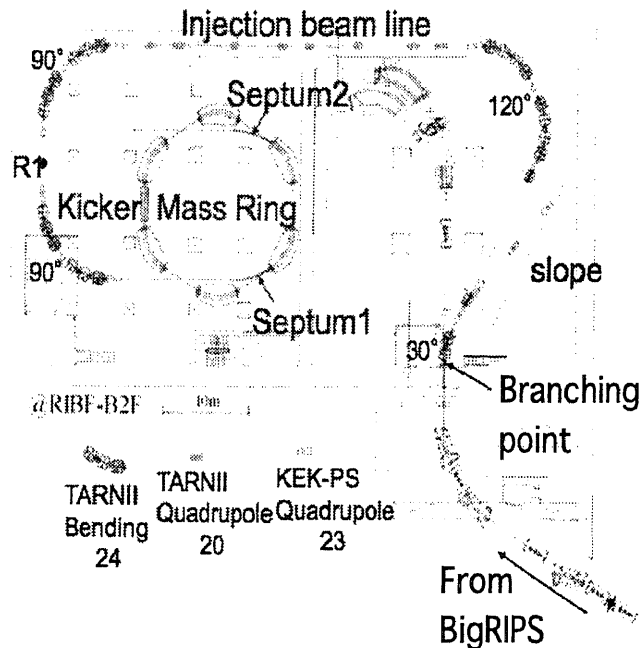 Injection beam line
90°
Septum2
120°
R1
Kicker
Mass Ring
90°
slope
Septum1
30°
@RIBF-B2F
10m
Branching
point
TARNII
Bending
24
TARNII
Quadrupole
20
KEK-PS
Quadrupole
23
From
BigRIPS